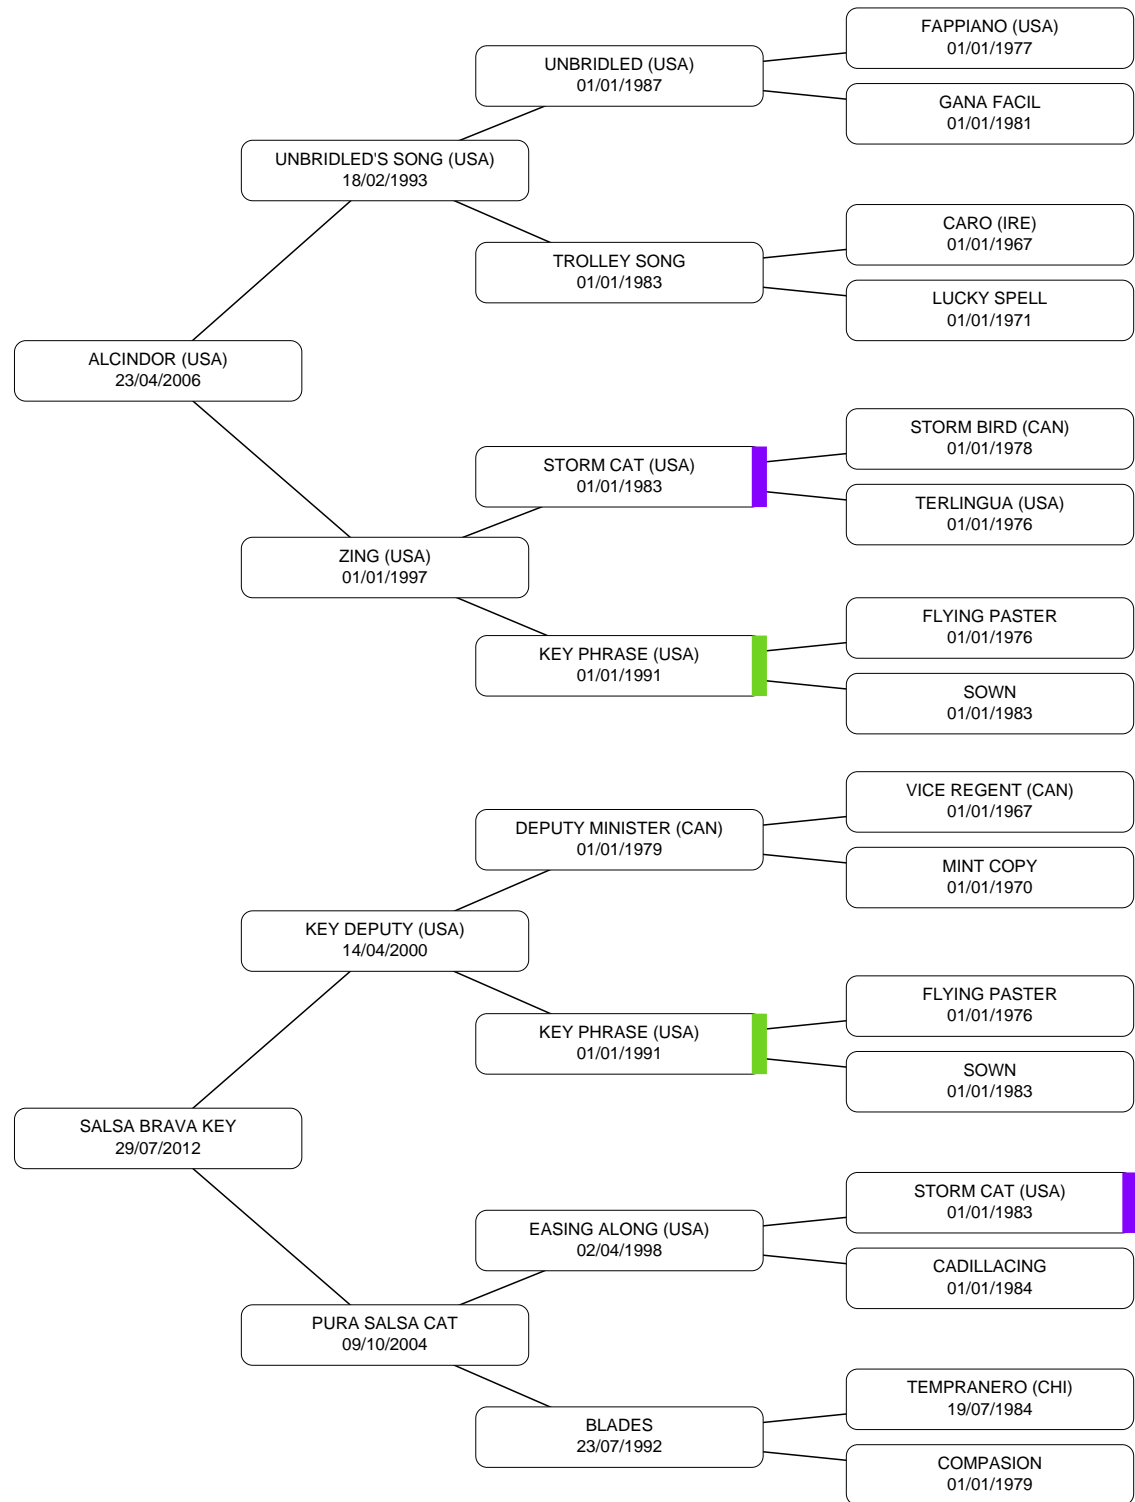 FAPPIANO (USA)
01/01/1977
UNBRIDLED (USA)
01/01/1987
GANA FACIL
01/01/1981
UNBRIDLED'S SONG (USA)
18/02/1993
CARO (IRE)
01/01/1967
TROLLEY SONG
01/01/1983
LUCKY SPELL
01/01/1971
ALCINDOR (USA)
23/04/2006
STORM BIRD (CAN)
01/01/1978
STORM CAT (USA)
01/01/1983
TERLINGUA (USA)
01/01/1976
ZING (USA)
01/01/1997
FLYING PASTER
01/01/1976
KEY PHRASE (USA)
01/01/1991
SOWN
01/01/1983
VICE REGENT (CAN)
01/01/1967
DEPUTY MINISTER (CAN)
01/01/1979
MINT COPY
01/01/1970
KEY DEPUTY (USA)
14/04/2000
FLYING PASTER
01/01/1976
KEY PHRASE (USA)
01/01/1991
SOWN
01/01/1983
SALSA BRAVA KEY
29/07/2012
STORM CAT (USA)
01/01/1983
EASING ALONG (USA)
02/04/1998
CADILLACING
01/01/1984
PURA SALSA CAT
09/10/2004
TEMPRANERO (CHI)
19/07/1984
BLADES
23/07/1992
COMPASION
01/01/1979